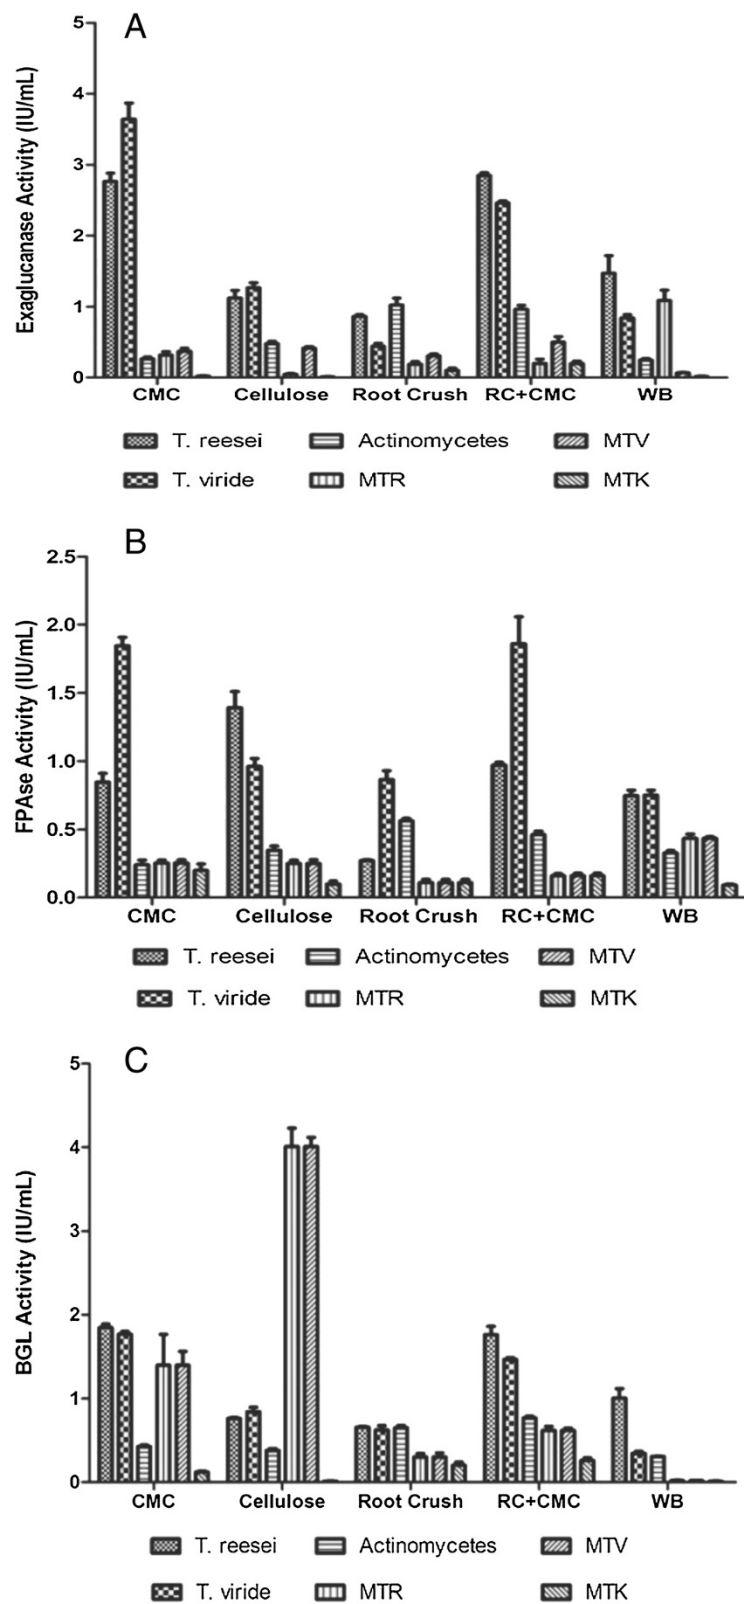 A
Exaglucanase Activity (IU/mL)
5
4
3
2
1
0
CMC Cellulose Root Crush RC+CMC WB
T. reesei Actinomycetes MTV
T. viride MTR MTK
B
FPAse Activity (IU/mL)
2.5
2.0
1.5
1.0
0.5
0.0
CMC Cellulose Root Crush RC+CMC WB
T. reesei Actinomycetes MTV
T. viride MTR MTK
C
BGL Activity (IU/mL)
5
4
3
2
1
0
CMC Cellulose Root Crush RC+CMC WB
T. reesei Actinomycetes MTV
T. viride MTR MTK